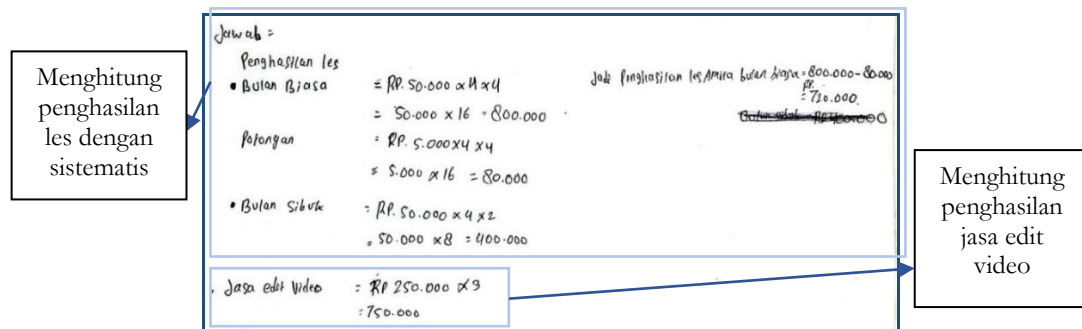 Menghitung
penghasilan
les dengan
sistematis
Jawab =
Penghasilan les
• Bulan Biasa = RP. 50.000 x 4 x 4
= 50.000 x 16 = 800.000
Potongan = RP. 5.000 x 4 x 4
= 5.000 x 16 = 80.000
• Bulan Sibuk = RP. 50.000 x 4 x 2
= 50.000 x 8 = 400.000
Jadi Penghasilan les Amira bulan biasa = 800.000 - 80.000
RP.
= 720.000.
. Jasa edit Video = RP 250.000 x 3
= 750.000
Menghitung
penghasilan
jasa edit
video